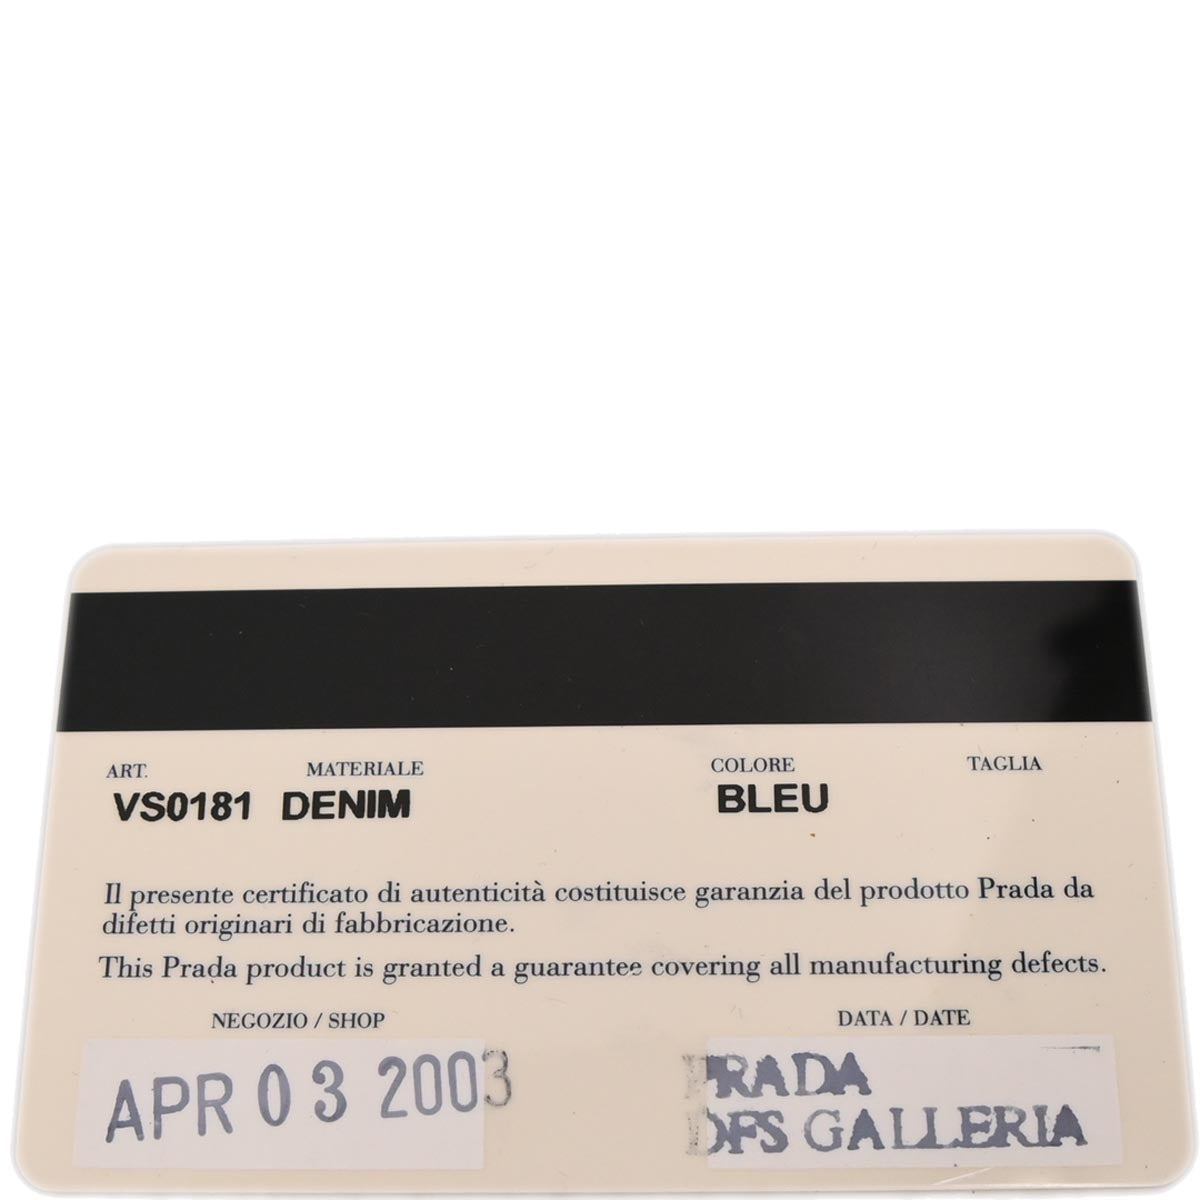 ART. MATERIALE COLORE TAGLIA
VS0181 DENIM BLEU
Il presente certificato di autenticità costituisce garanzia del prodotto Prada da
difetti originari di fabbricazione.
This Prada product is granted a guarantee covering all manufacturing defects.
NEGOZIO / SHOP DATA / DATE
APR 03 2003
PRADA
DFS GALLERIA